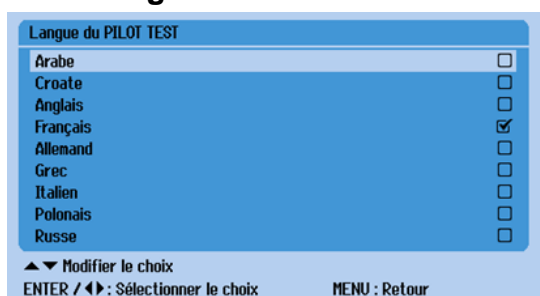 Langue du PILOT TEST
Arabe
Croate
Anglais
Français
Allemand
Grec
Italien
Polonais
Russe
▲▼ Modifier le choix
ENTER / ◀▶ : Sélectionner le choix MENU : Retour